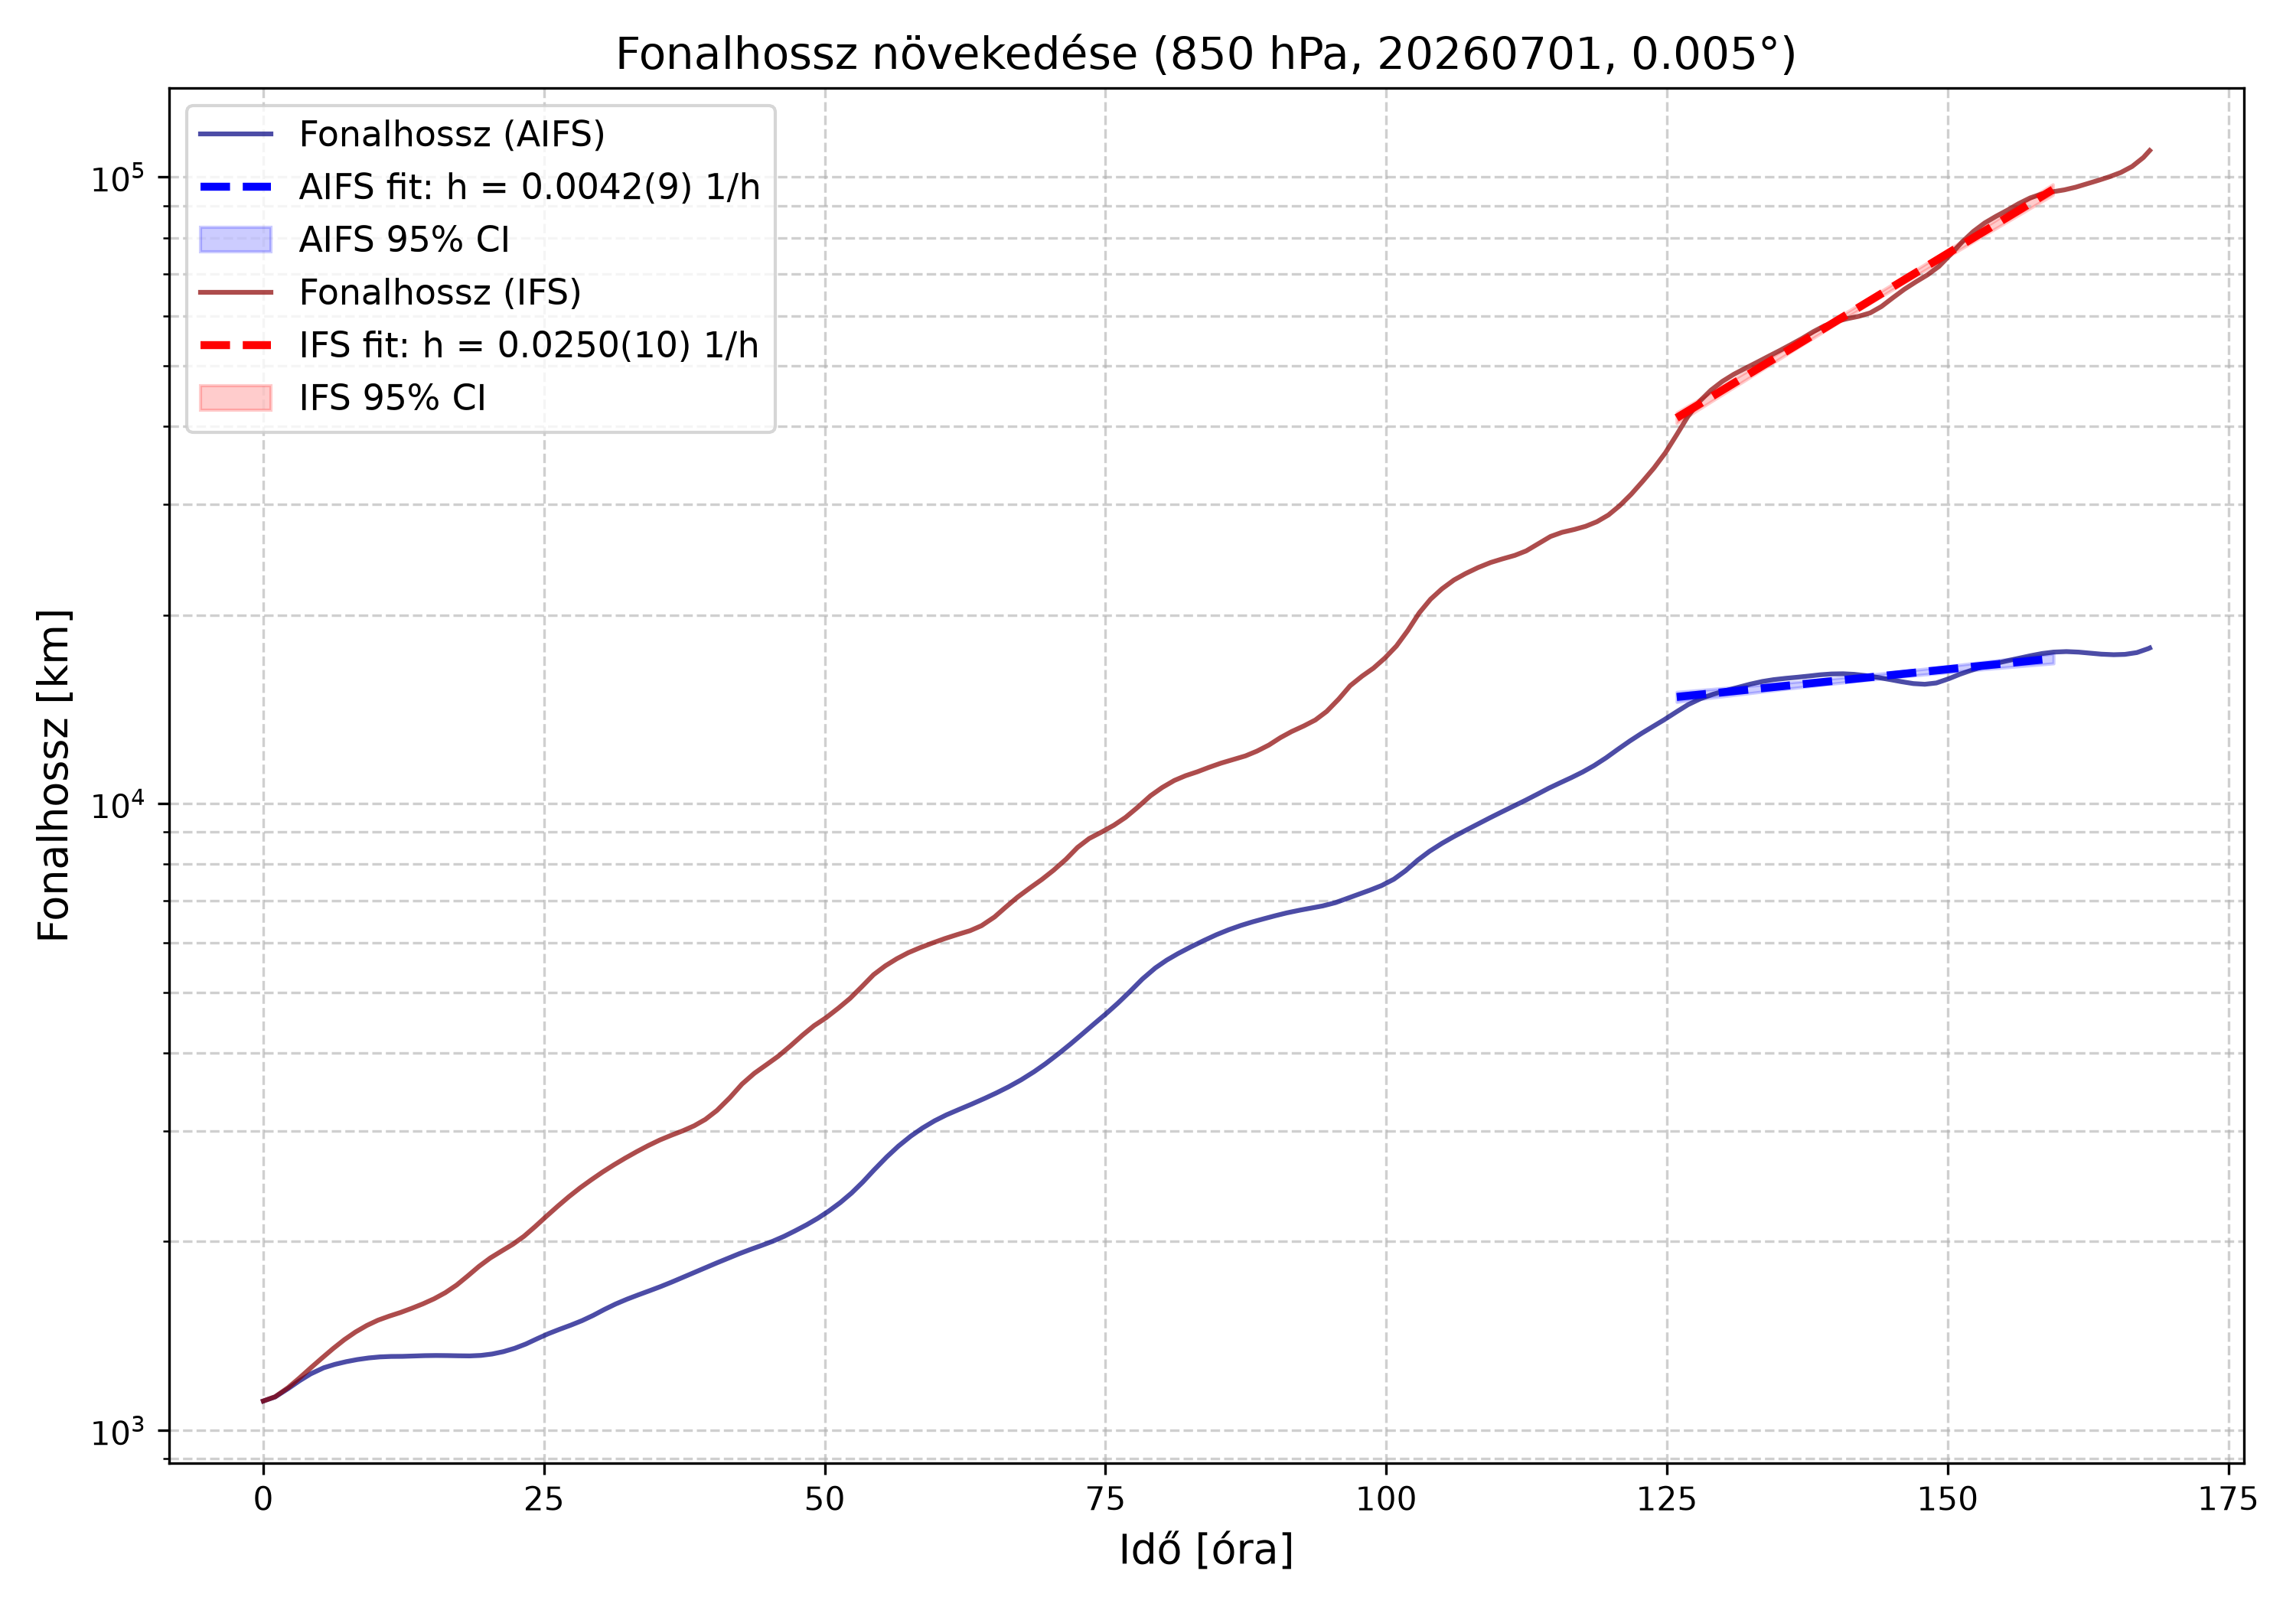 Fonalhossz növekedése (850 hPa, 20260701, 0.005°)
Fonalhossz (AIFS)
AIFS fit: h = 0.0042(9) 1/h
AIFS 95% CI
Fonalhossz (IFS)
IFS fit: h = 0.0250(10) 1/h
IFS 95% CI
Fonalhossz [km]
10⁵
10⁴
10³
0 25 50 75 100 125 150 175
Idő [óra]